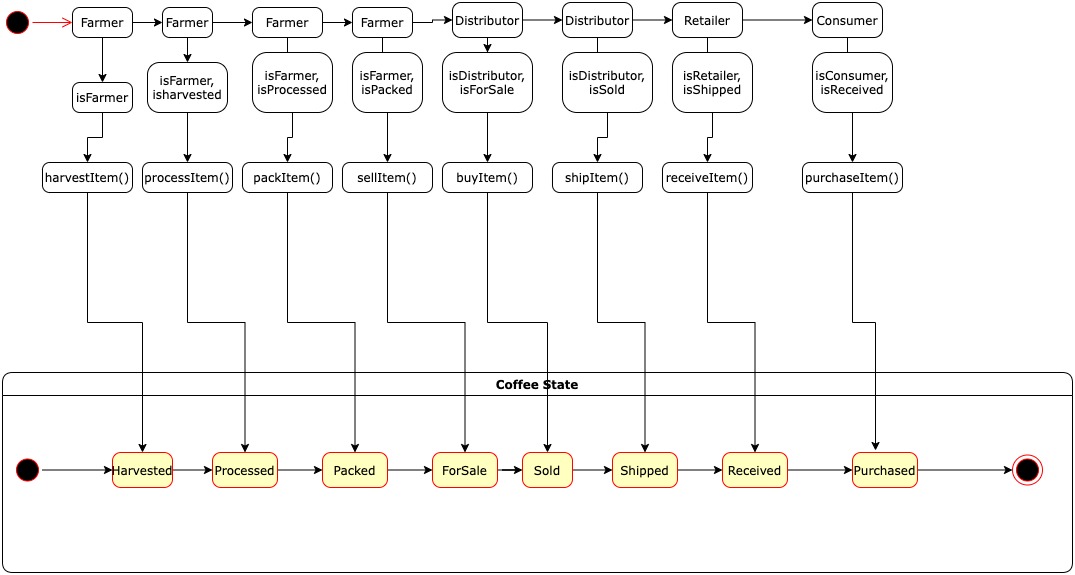 Farmer
Farmer
Farmer
Farmer
Distributor
Distributor
Retailer
Consumer
isFarmer
isFarmer,
isharvested
isFarmer,
isProcessed
isFarmer,
isPacked
isDistributor,
isForSale
isDistributor,
isSold
isRetailer,
isShipped
isConsumer,
isReceived
harvestItem()
processItem()
packItem()
sellItem()
buyItem()
shipItem()
receiveItem()
purchaseItem()
Coffee State
Harvested
Processed
Packed
ForSale
Sold
Shipped
Received
Purchased